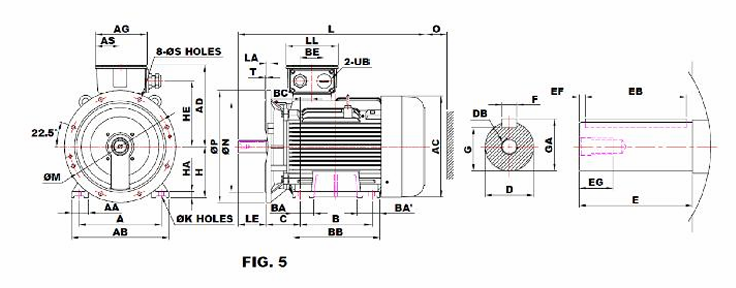 AG
AS
8-ØS HOLES
HE
AD
22.5°
ØM
HA
H
AA
A
AB
ØK HOLES
L
O
LL
BE
LA
2-UB
T
BC
ØP
ØN
AC
BA
BA'
LE
C
B
BB
EF
EB
F
DB
G
GA
D
EG
E
FIG. 5